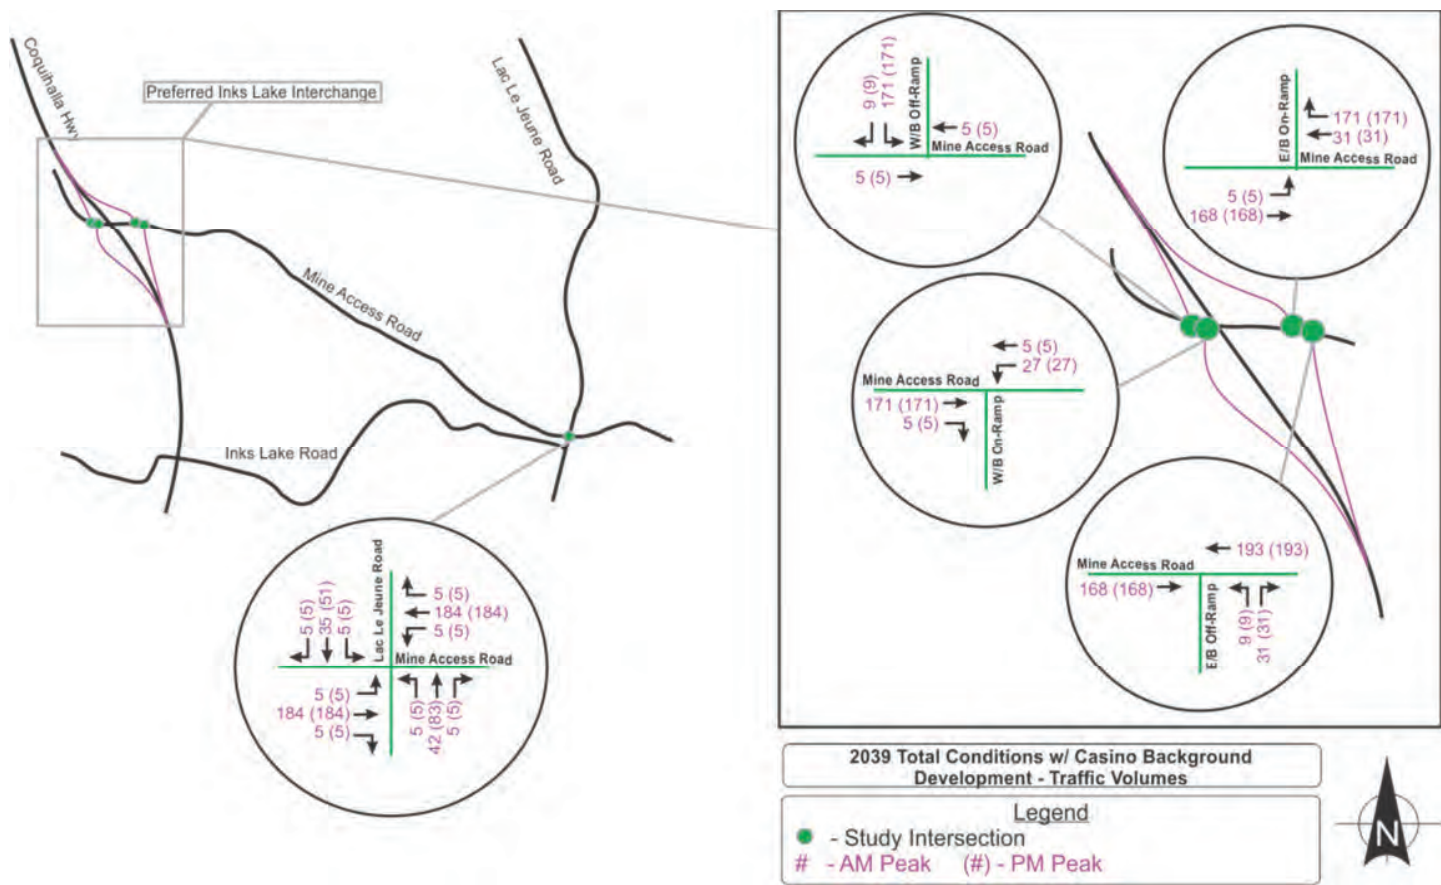 Coquihalla Hwy
Preferred Inks Lake Interchange
Lac Le Jeune Road
Mine Access Road
Inks Lake Road
9 (9)
171 (171)
W/B Off-Ramp
5 (5)
Mine Access Road
5 (5)
E/B On-Ramp
171 (171)
31 (31)
Mine Access Road
5 (5)
168 (168)
5 (5)
27 (27)
Mine Access Road
171 (171)
5 (5)
W/B On-Ramp
193 (193)
Mine Access Road
168 (168)
E/B Off-Ramp
9 (9)
31 (31)
5 (5)
35 (51)
5 (5)
Lac Le Jeune Road
5 (5)
184 (184)
5 (5)
Mine Access Road
5 (5)
184 (184)
5 (5)
5 (5)
42 (83)
5 (5)
2039 Total Conditions w/ Casino Background
Development - Traffic Volumes
Legend
- Study Intersection
# - AM Peak (#) - PM Peak
N